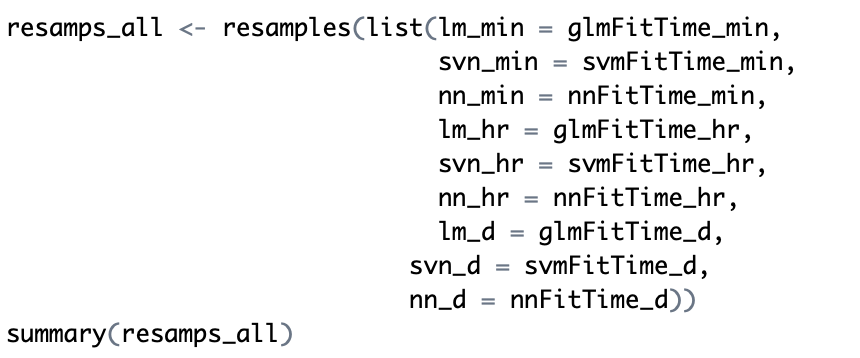 resamps_all <- resamples(list(lm_min = glmFitTime_min,
svn_min = svmFitTime_min,
nn_min = nnFitTime_min,
lm_hr = glmFitTime_hr,
svn_hr = svmFitTime_hr,
nn_hr = nnFitTime_hr,
lm_d = glmFitTime_d,
svn_d = svmFitTime_d,
nn_d = nnFitTime_d))
summary(resamps_all)